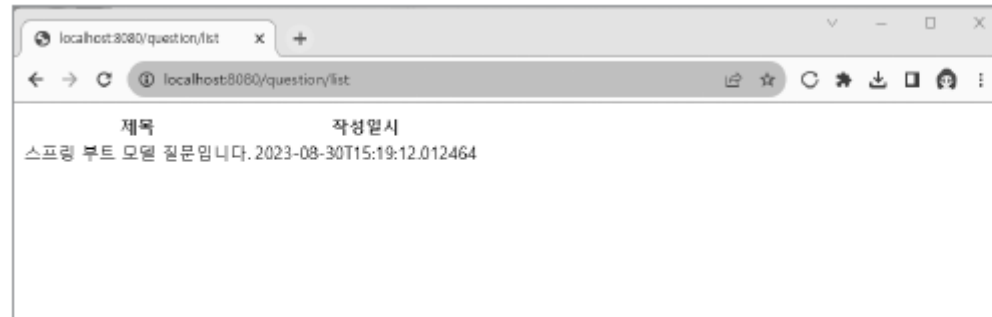 localhost:8080/question/list
localhost:8080/question/list
제목 작성일시
스프링 부트 모델 질문입니다. 2023-08-30T15:19:12.012464